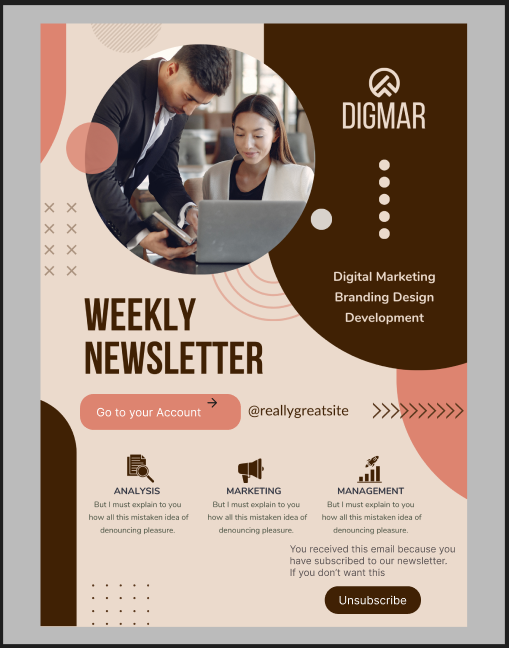 DIGMAR
Digital Marketing
Branding Design
Development
WEEKLY
NEWSLETTER
Go to your Account
@reallygreatsite
ANALYSIS
But I must explain to you
how all this mistaken idea of
denouncing pleasure.
MARKETING
But I must explain to you
how all this mistaken idea of
denouncing pleasure.
MANAGEMENT
But I must explain to you
how all this mistaken idea of
denouncing pleasure.
You received this email because you
have subscribed to our newsletter.
If you don't want this
Unsubscribe